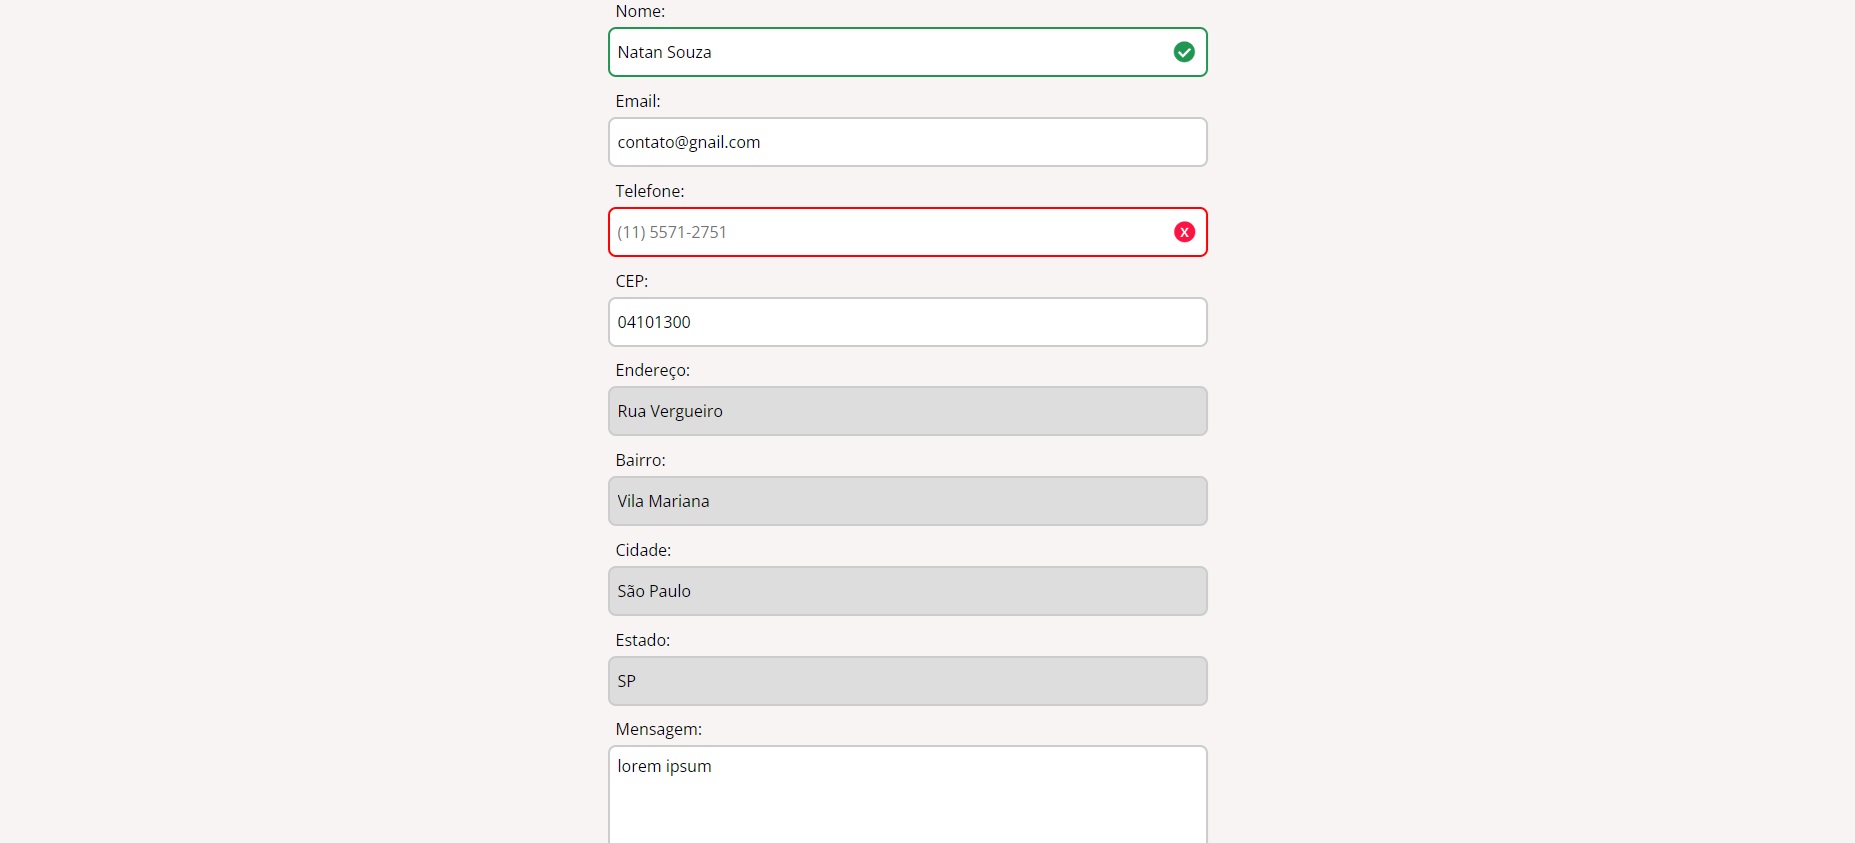 Nome:
Natan Souza
Email:
contato@gnail.com
Telefone:
(11) 5571-2751
X
CEP:
04101300
Endereço:
Rua Vergueiro
Bairro:
Vila Mariana
Cidade:
São Paulo
Estado:
SP
Mensagem:
lorem ipsum